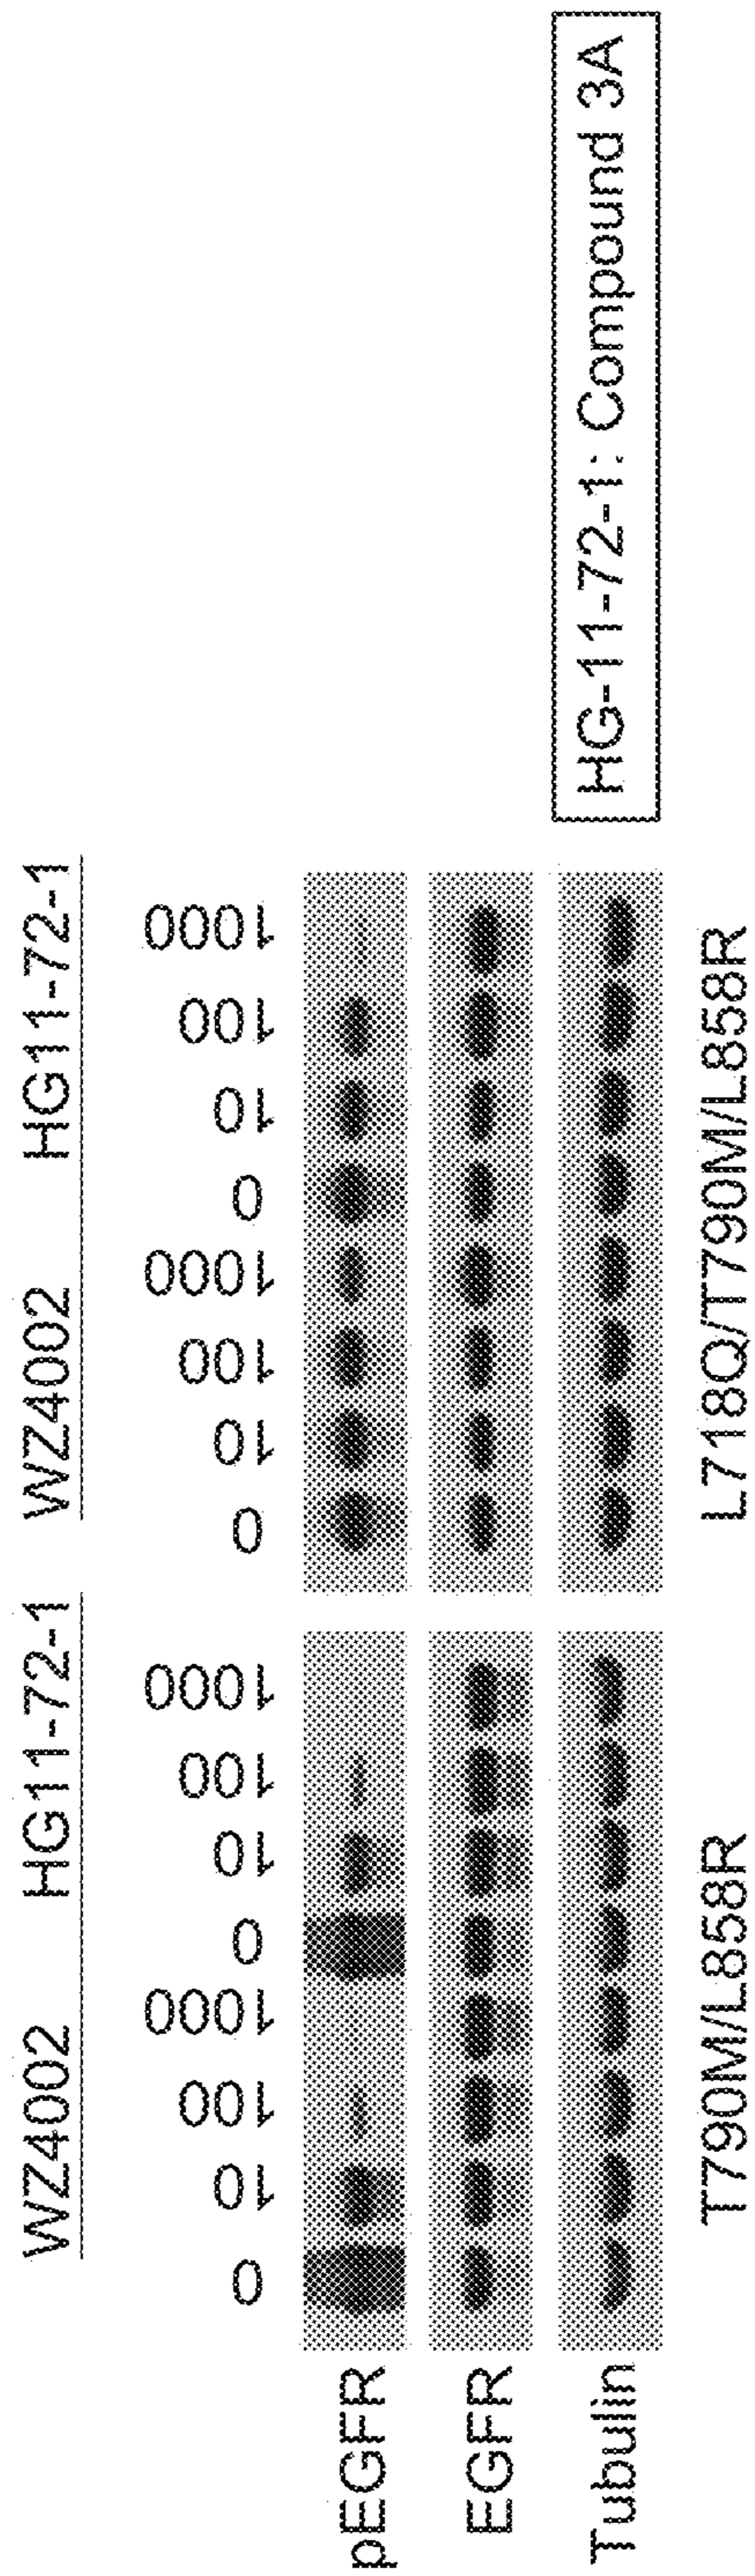 WZ4002 HG11-72-1 WZ4002 HG11-72-1
0 10 100 1000 0 10 100 1000 0 10 100 1000 0 10 100 1000
pEGFR
EGFR
Tubulin
HG-11-72-1: Compound 3A
T790M/L858R L718Q/T790M/L858R